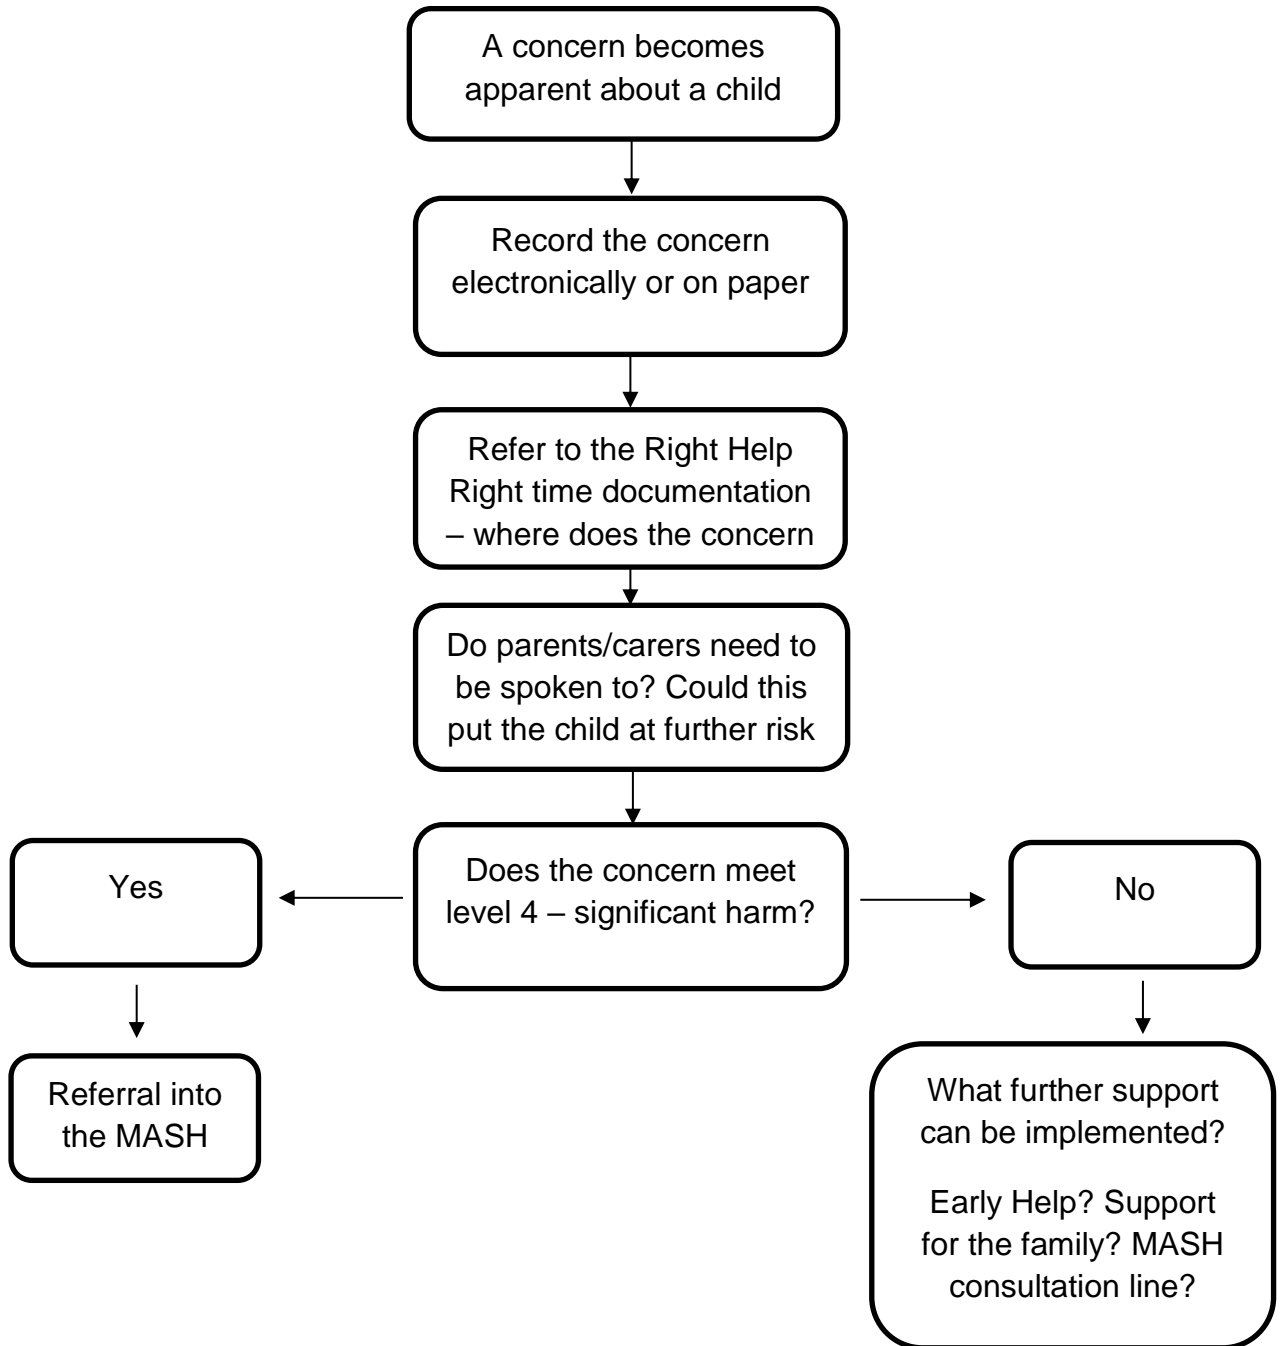 A concern becomes
apparent about a child
Record the concern
electronically or on paper
Refer to the Right Help
Right time documentation
– where does the concern
Do parents/carers need to
be spoken to? Could this
put the child at further risk
Does the concern meet
level 4 – significant harm?
Yes
No
Referral into
the MASH
What further support
can be implemented?
Early Help? Support
for the family? MASH
consultation line?